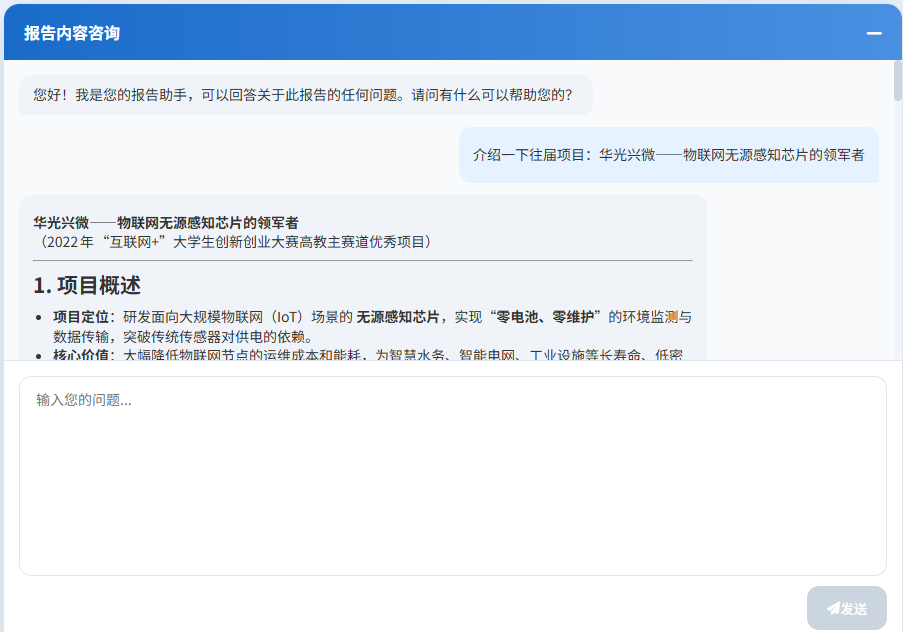 报告内容咨询
您好！我是您的报告助手，可以回答关于此报告的任何问题。请问有什么可以帮助您的？
介绍一下往届项目：华光兴微——物联网无源感知芯片的领军者
华光兴微——物联网无源感知芯片的领军者
（2022年“互联网+”大学生创新创业大赛高教主赛道优秀项目）
1. 项目概述
• 项目定位：研发面向大规模物联网（IoT）场景的 无源感知芯片，实现“零电池、零维护”的环境监测与
数据传输，突破传统传感器对供电的依赖。
• 核心价值：大幅降低物联网节点的运维成本和能耗，为智慧水务、智能电网、工业设施等长寿命、低密
输入您的问题...
发送